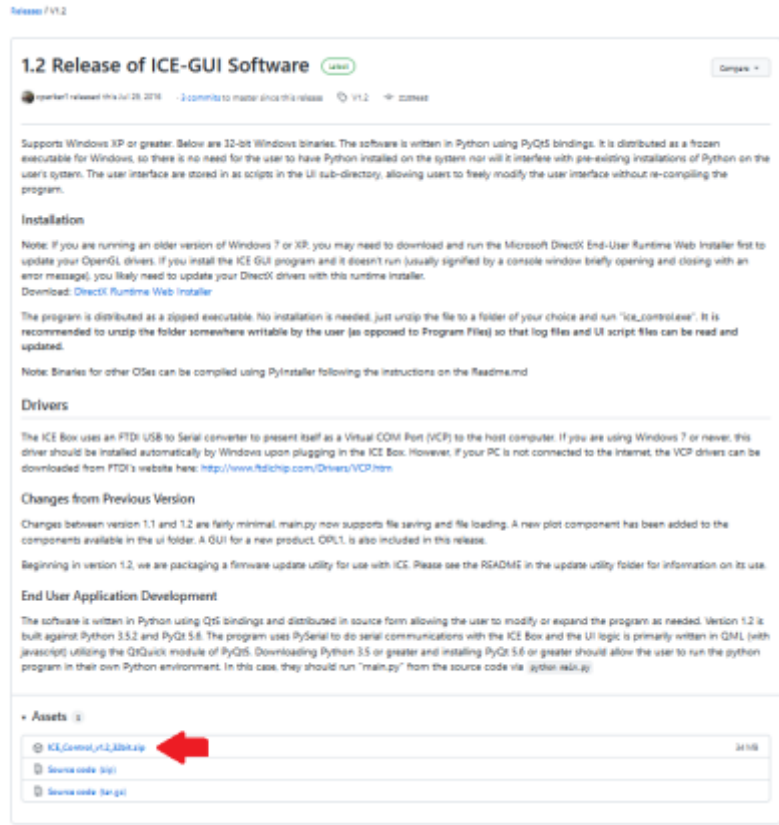 Releases / V1.2
1.2 Release of ICE-GUI Software Latest
Compare
released this Jul 29, 2016 · 3 commits to master since this release V1.2
Supports Windows XP or greater. Below are 32-bit Windows binaries. The software is written in Python using PyQt5 bindings. It is distributed as a frozen
executable for Windows, so there is no need for the user to have Python installed on the system nor will it interfere with pre-existing installations of Python on the
user's system. The user interface are stored in as scripts in the UI sub-directory, allowing users to freely modify the user interface without re-compiling the
program.
Installation
Note: If you are running an older version of Windows 7 or XP, you may need to download and run the Microsoft DirectX End-User Runtime Web Installer first to
update your OpenGL drivers. If you install the ICE GUI program and it doesn't run (usually signified by a console window briefly opening and closing with an
error message), you likely need to update your DirectX drivers with this runtime installer.
Download: DirectX Runtime Web Installer
The program is distributed as a zipped executable. No installation is needed, just unzip the file to a folder of your choice and run "ice_control.exe". It is
recommended to unzip the folder somewhere writable by the user (as opposed to Program Files) so that log files and UI script files can be read and
updated.
Note: Binaries for other OSes can be compiled using PyInstaller following the instructions on the Readme.md
Drivers
The ICE Box uses an FTDI USB to Serial converter to present itself as a Virtual COM Port (VCP) to the host computer. If you are using Windows 7 or newer, this
driver should be installed automatically by Windows upon plugging in the ICE Box. However, if your PC is not connected to the Internet, the VCP drivers can be
downloaded from FTDI's website here: http://www.ftdichip.com/Drivers/VCP.htm
Changes from Previous Version
Changes between version 1.1 and 1.2 are fairly minimal. main.py now supports file saving and file loading. A new plot component has been added to the
components available in the ui folder. A GUI for a new product, OPL1, is also included in this release.
Beginning in version 1.2, we are packaging a firmware update utility for use with ICE. Please see the README in the update utility folder for information on its use.
End User Application Development
The software is written in Python using Qt5 bindings and distributed in source form allowing the user to modify or expand the program as needed. Version 1.2 is
built against Python 3.5.2 and PyQt 5.6. The program uses PySerial to do serial communications with the ICE Box and the UI logic is primarily written in QML (with
javascript) utilizing the QtQuick module of PyQt5. Downloading Python 3.5 or greater and installing PyQt 5.6 or greater should allow the user to run the python
program in their own Python environment. In this case, they should run "main.py" from the source code via python main.py
Assets 3
ICE_Control_v1.2_32bit.zip
MB
Source code (zip)
Source code (tar.gz)